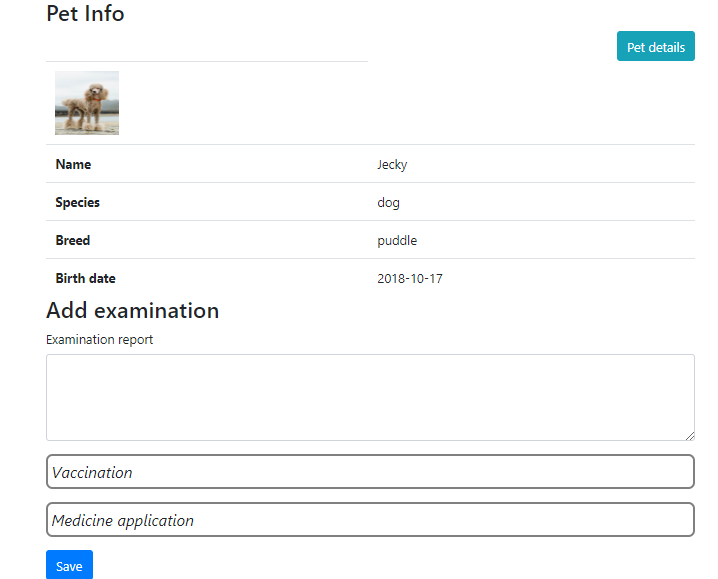 Pet Info
Pet details
Name Jecky
Species dog
Breed puddle
Birth date 2018-10-17
Add examination
Examination report
Vaccination
Medicine application
Save